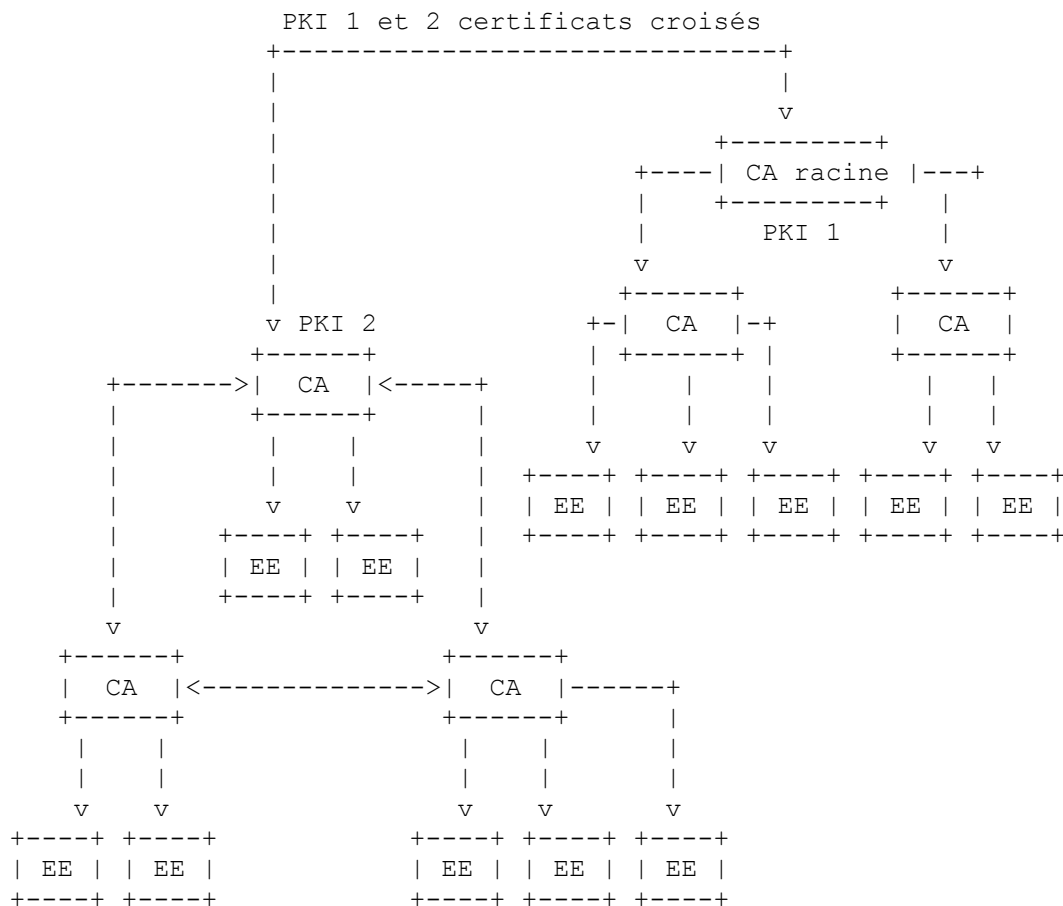 PKI 1 et 2 certificats croisés
CA racine
PKI 1
PKI 2
CA CA
CA
EE EE EE EE EE
EE EE
CA CA
EE EE EE EE EE